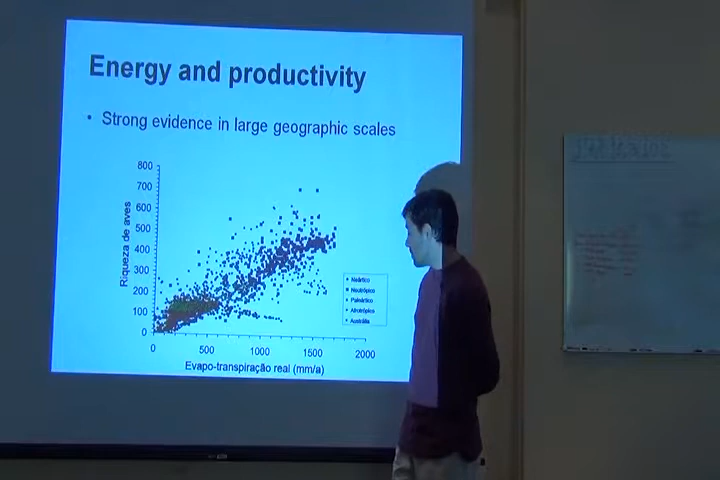 Energy and productivity
• Strong evidence in large geographic scales
800
700
600
500
400
300
200
100
0
Riqueza de aves
0
500
1000
1500
2000
Evapo-transpiração real (mm/a)
Neártico
Neotrópico
Paleártico
Afrotrópico
Austrália